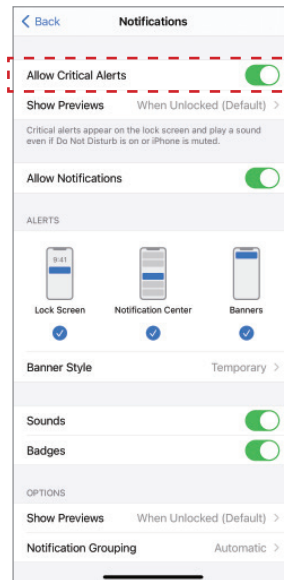 Back Notifications
Allow Critical Alerts
Show Previews When Unlocked (Default)
Critical alerts appear on the lock screen and play a sound
even if Do Not Disturb is on or iPhone is muted.
Allow Notifications
ALERTS
9:41
Lock Screen Notification Center Banners
Banner Style Temporary
Sounds
Badges
OPTIONS
Show Previews When Unlocked (Default)
Notification Grouping Automatic